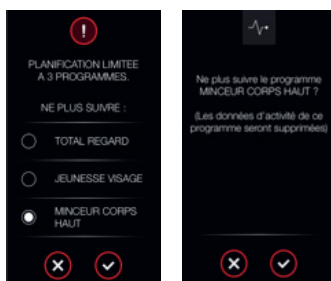 PLANIFICATION LIMITEE
A 3 PROGRAMMES.
NE PLUS SUIVRE :
TOTAL REGARD
JEUNESSE VISAGE
MINCEUR CORPS
HAUT
Ne plus suivre le programme
MINCEUR CORPS HAUT ?
(Les données d'activité de ce
programme seront supprimées)